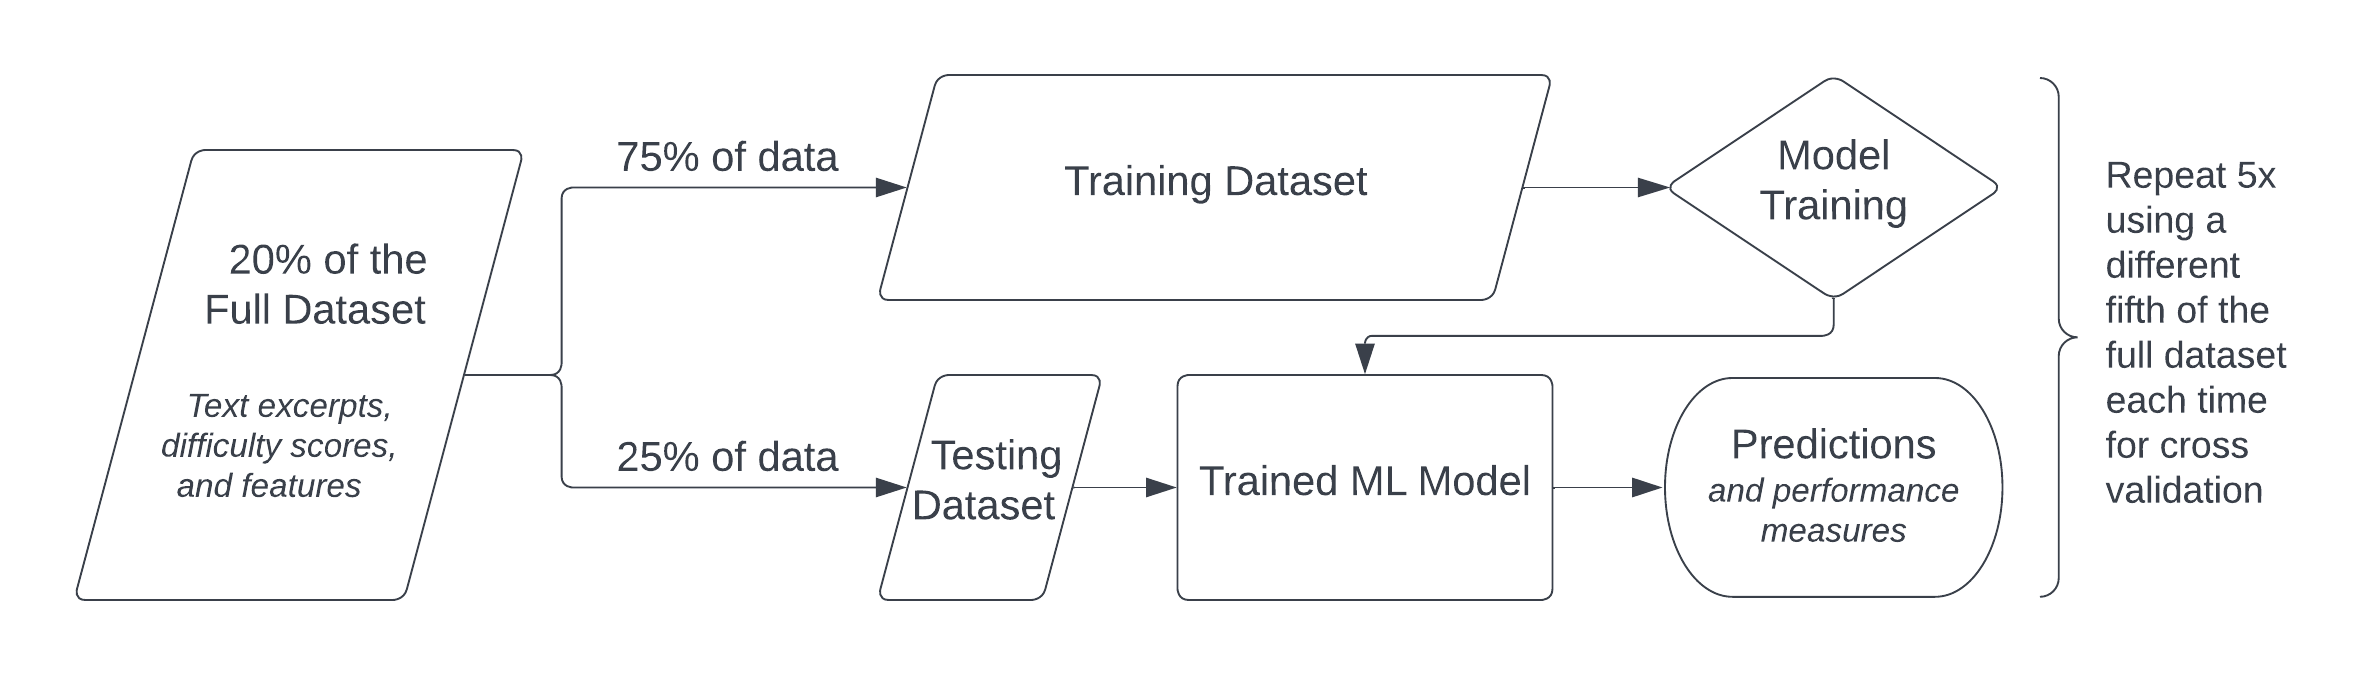 20% of the
Full Dataset
Text excerpts,
difficulty scores,
and features
75% of data
25% of data
Training Dataset
Model
Training
Testing
Dataset
Trained ML Model
Predictions
and performance
measures
Repeat 5x
using a
different
fifth of the
full dataset
each time
for cross
validation